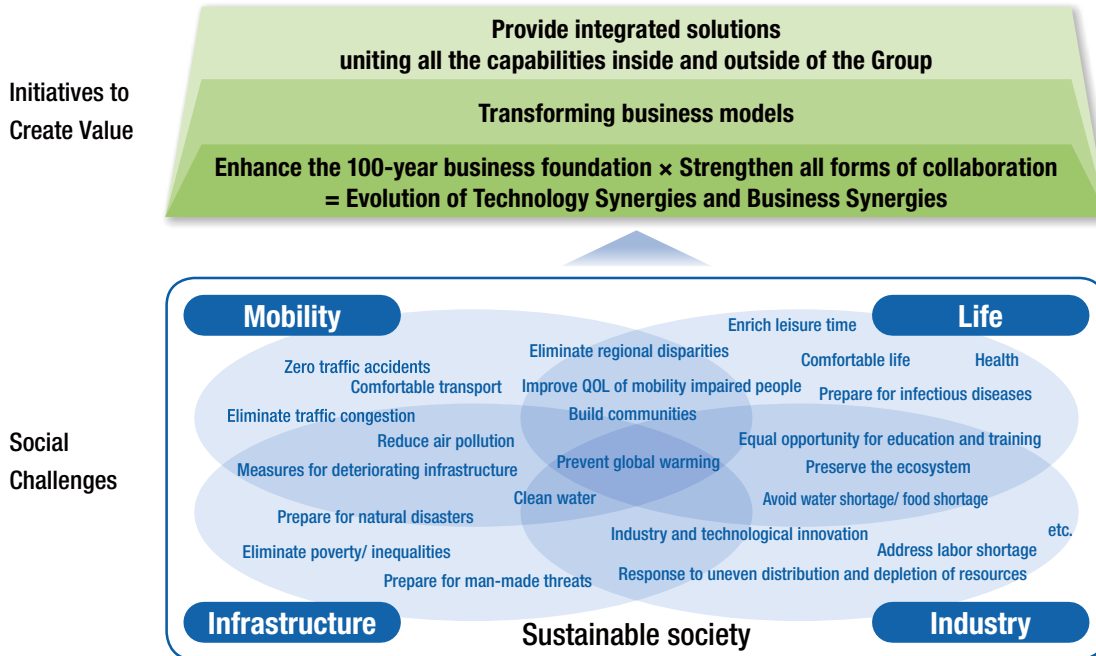 Initiatives to
Create Value
Provide integrated solutions
uniting all the capabilities inside and outside of the Group
Transforming business models
Enhance the 100-year business foundation × Strengthen all forms of collaboration
= Evolution of Technology Synergies and Business Synergies
Social
Challenges
Mobility
Life
Enrich leisure time
Eliminate regional disparities
Zero traffic accidents
Comfortable life
Health
Comfortable transport
Improve QOL of mobility impaired people
Prepare for infectious diseases
Eliminate traffic congestion
Build communities
Reduce air pollution
Equal opportunity for education and training
Measures for deteriorating infrastructure
Prevent global warming
Preserve the ecosystem
Clean water
Avoid water shortage/ food shortage
Prepare for natural disasters
Industry and technological innovation
etc.
Eliminate poverty/ inequalities
Address labor shortage
Prepare for man-made threats
Response to uneven distribution and depletion of resources
Infrastructure
Sustainable society
Industry